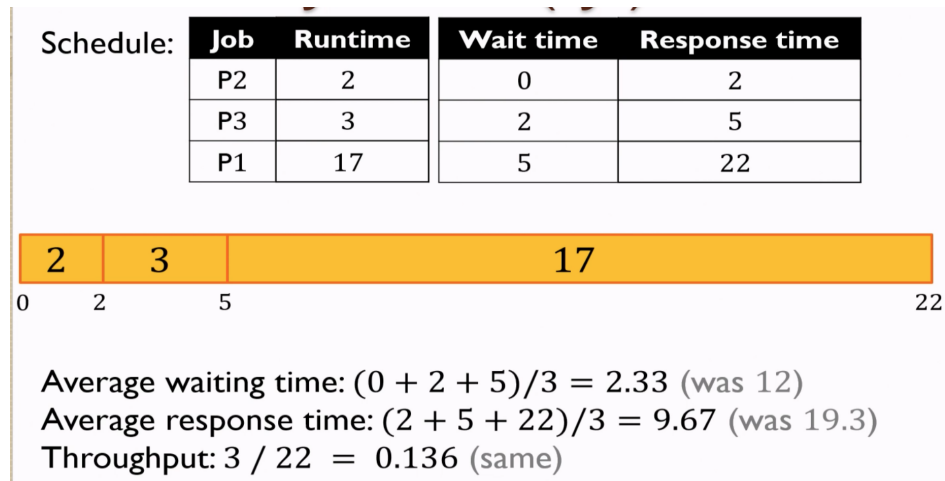 Schedule: Job Runtime Wait time Response time
P2 2 0 2
P3 3 2 5
P1 17 5 22
2 3 17
0 2 5 22
Average waiting time: (0 + 2 + 5)/3 = 2.33 (was 12)
Average response time: (2 + 5 + 22)/3 = 9.67 (was 19.3)
Throughput: 3 / 22 = 0.136 (same)